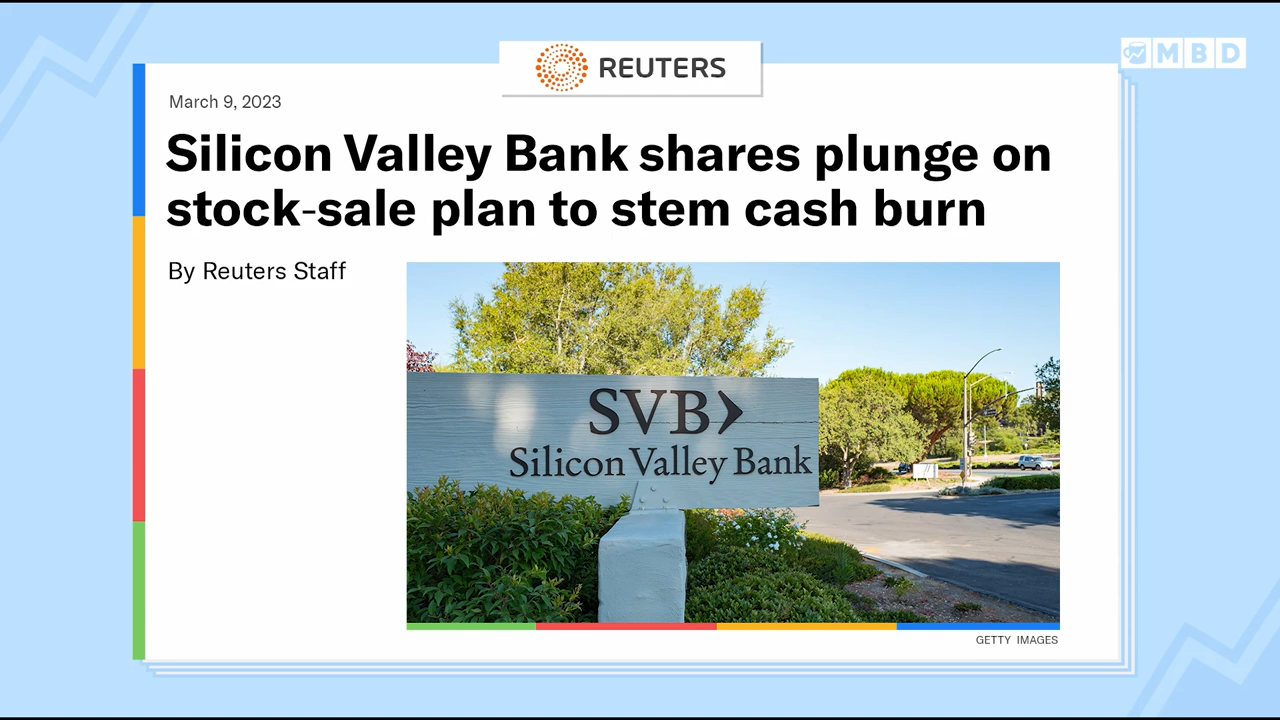 REUTERS
MBD
March 9, 2023
Silicon Valley Bank shares plunge on
stock-sale plan to stem cash burn
By Reuters Staff
SVB
Silicon Valley Bank
GETTY IMAGES